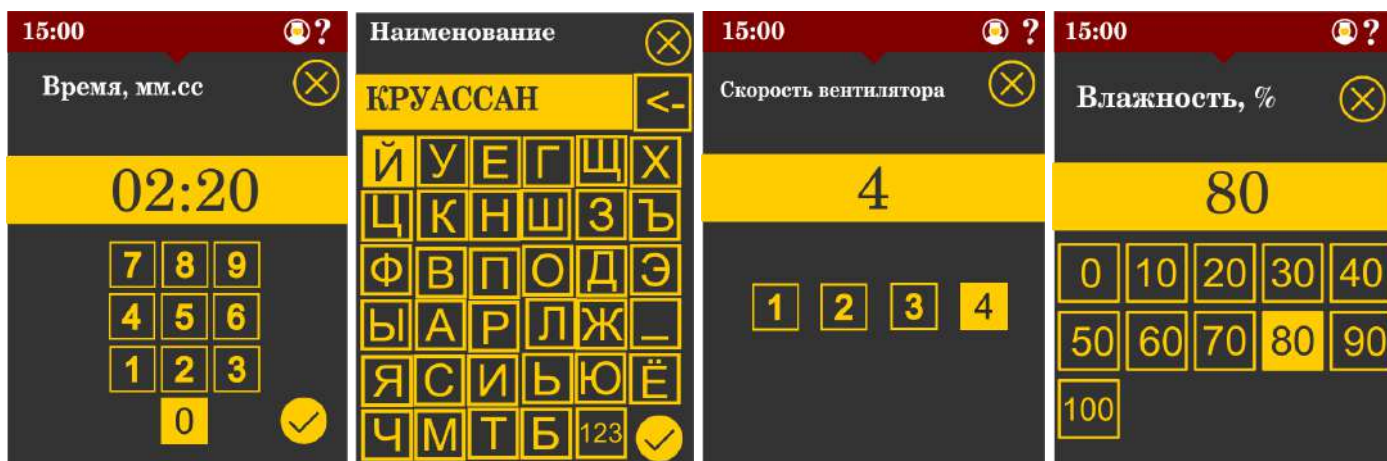 15:00 ?
Время, мм.сс
02:20
7 8 9
4 5 6
1 2 3
0
Наименование
КРУАССАН <-
Й У Е Г Щ Х
Ц К Н Ш З Ъ
Ф В П О Д Э
Ы А Р Л Ж _
Я С И Ь Ю Ё
Ч М Т Б 123
15:00 ?
Скорость вентилятора
4
1 2 3 4
15:00 ?
Влажность, %
80
0 10 20 30 40
50 60 70 80 90
100